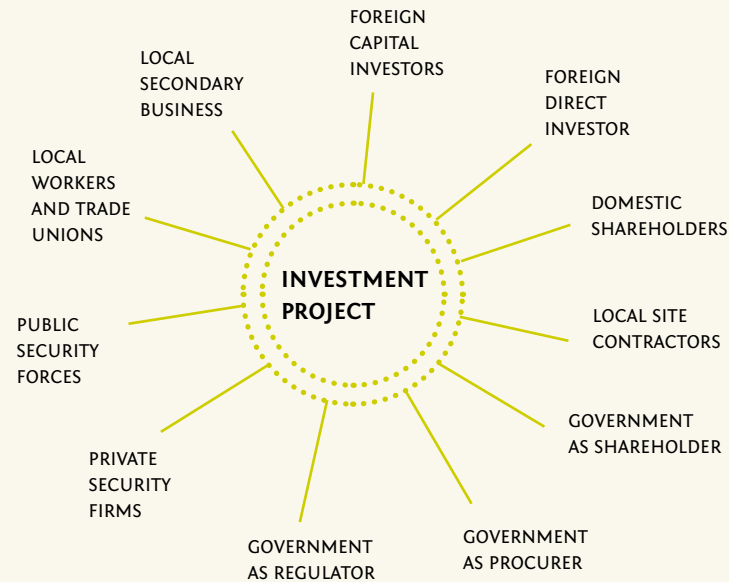 FOREIGN
CAPITAL
INVESTORS
LOCAL
SECONDARY
BUSINESS
FOREIGN
DIRECT
INVESTOR
LOCAL
WORKERS
AND TRADE
UNIONS
DOMESTIC
SHAREHOLDERS
INVESTMENT
PROJECT
PUBLIC
SECURITY
FORCES
LOCAL SITE
CONTRACTORS
GOVERNMENT
AS SHAREHOLDER
PRIVATE
SECURITY
FIRMS
GOVERNMENT
AS REGULATOR
GOVERNMENT
AS PROCURER